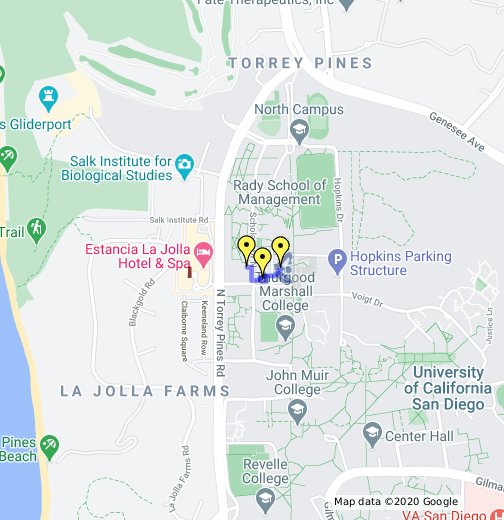 Fate Therapeutics, Inc
TORREY PINES
North Campus
Genesee Ave
s Gliderport
Salk Institute for
Biological Studies
Rady School of
Management
Hopkins Dr
Salk Institute Rd
Trail
Estancia La Jolla
Hotel & Spa
Hopkins Parking
Structure
Marshall
College
Voigt Dr
Blackgold Rd
Claiborne Square
Keeneland Row
N Torrey Pines Rd
Justice Ln
John Muir
College
University
of California
San Diego
LA JOLLA FARMS
Pines
Beach
La Jolla Farms Rd
Center Hall
Revelle
College
Gilma
Map data ©2020 Google
VA-San Diego